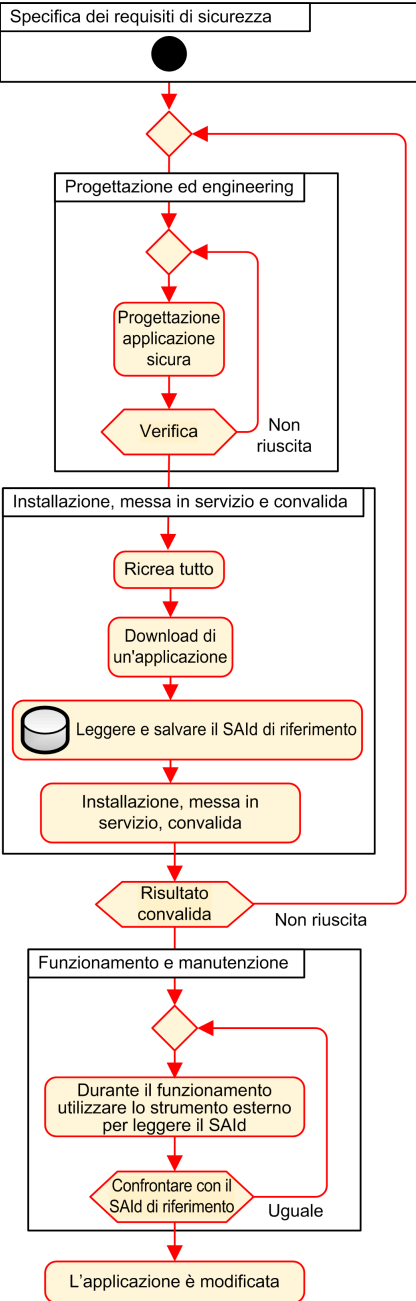 Specifica dei requisiti di sicurezza
Progettazione ed engineering
Progettazione
applicazione
sicura
Verifica
Non
riuscita
Installazione, messa in servizio e convalida
Ricrea tutto
Download di
un'applicazione
Leggere e salvare il SAId di riferimento
Installazione, messa in
servizio, convalida
Risultato
convalida
Non riuscita
Funzionamento e manutenzione
Durante il funzionamento
utilizzare lo strumento esterno
per leggere il SAId
Confrontare con il
SAId di riferimento
Uguale
L'applicazione è modificata